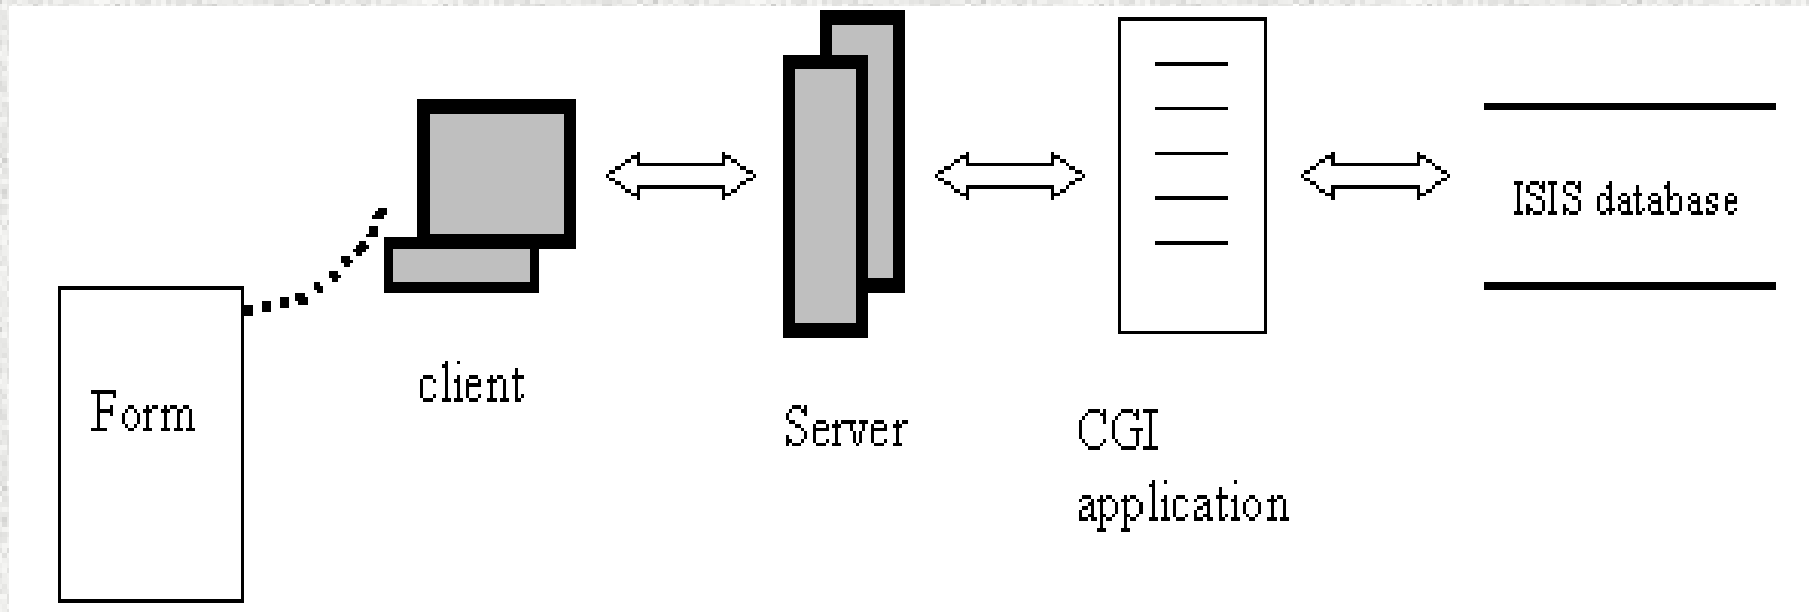 Form
client
Server
CGI
application
ISIS database